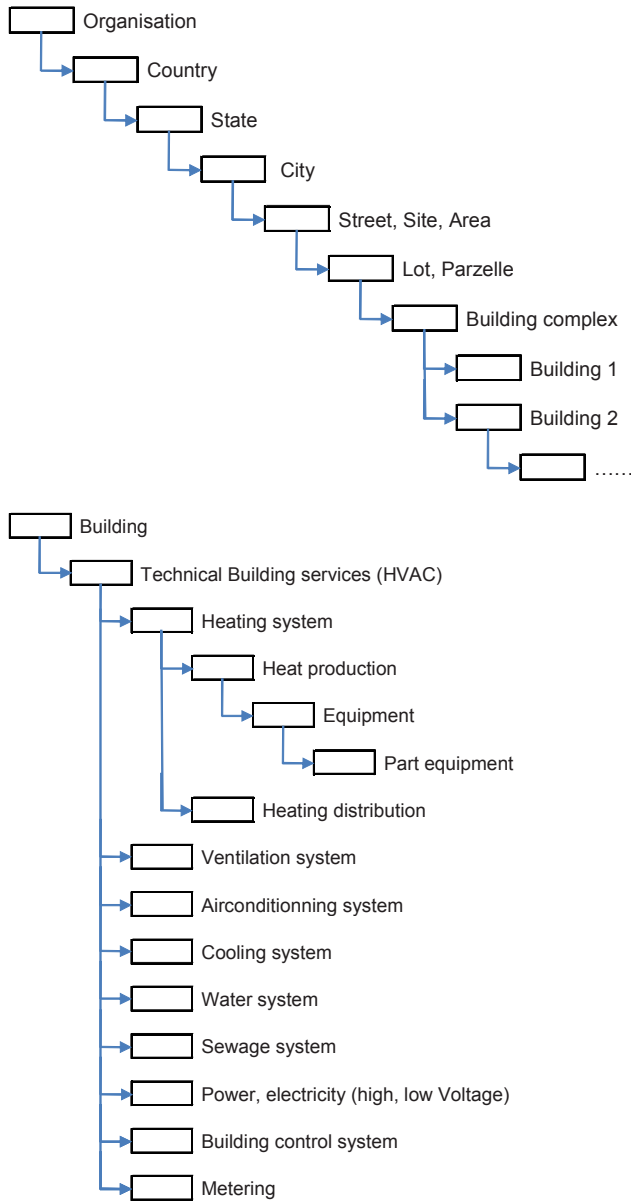 Organisation
Country
State
City
Street, Site, Area
Lot, Parzelle
Building complex
Building 1
Building 2
......
Building
Technical Building services (HVAC)
Heating system
Heat production
Equipment
Part equipment
Heating distribution
Ventilation system
Airconditionning system
Cooling system
Water system
Sewage system
Power, electricity (high, low Voltage)
Building control system
Metering